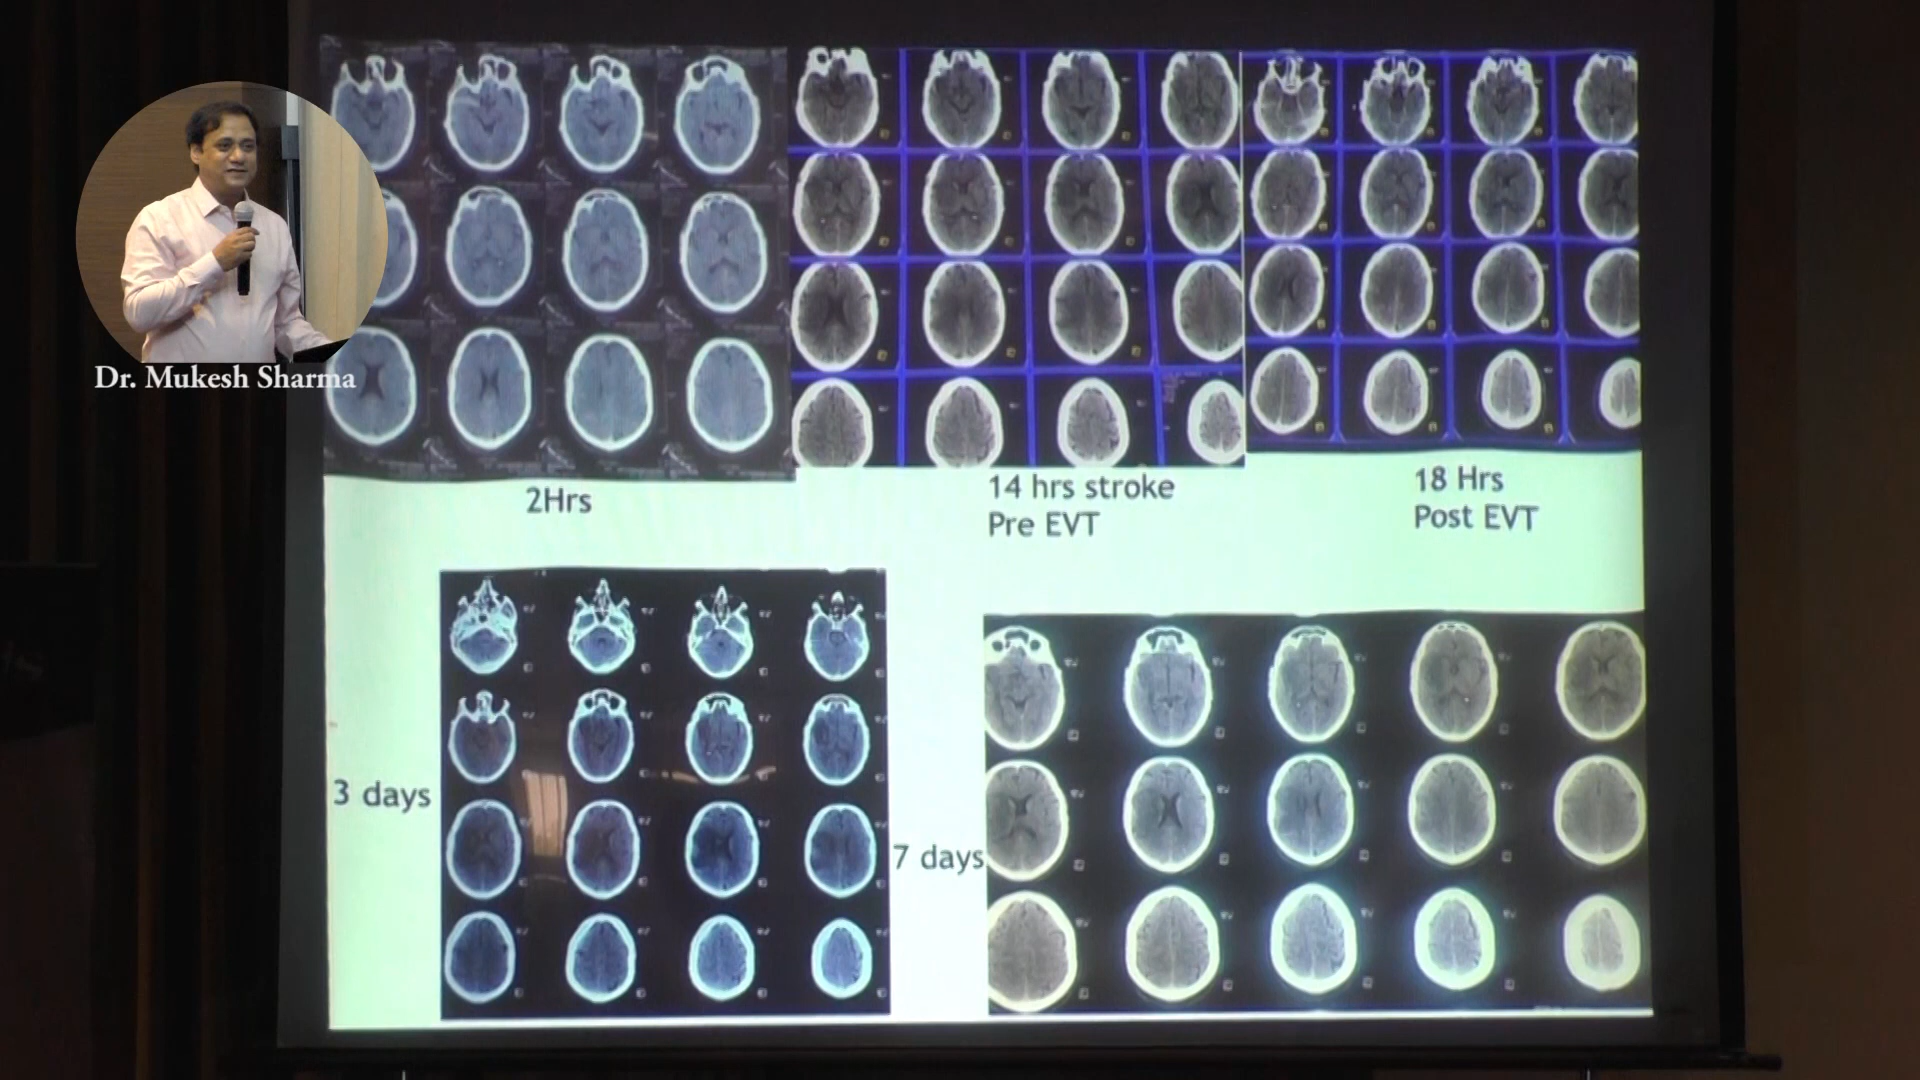 Dr. Mukesh Sharma
2Hrs
14 hrs stroke
Pre EVT
18 Hrs
Post EVT
3 days
7 days